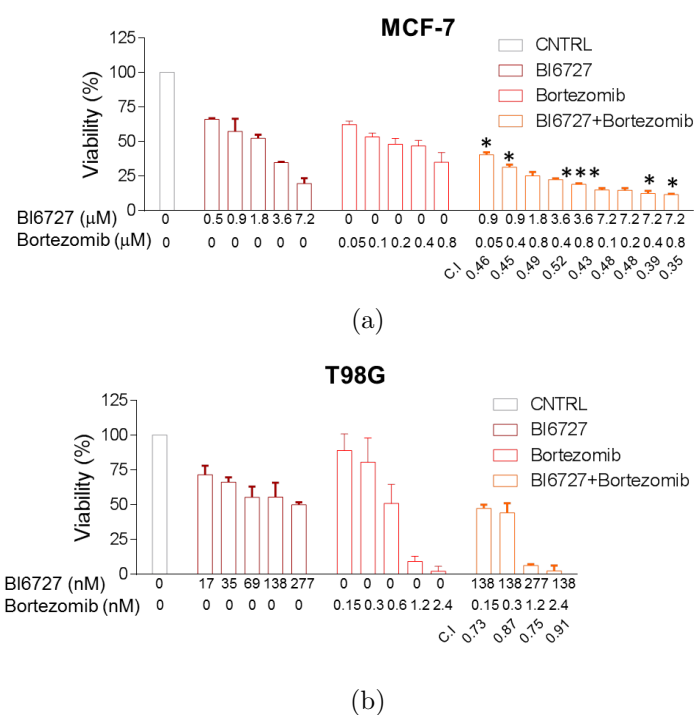 MCF-7
125
100
75
50
25
0
Viability (%)
CNTRL
BI6727
Bortezomib
BI6727+Bortezomib
* * *** * *
BI6727 (μM) 0 0.5 0.9 1.8 3.6 7.2 0 0 0 0 0 0.9 0.9 1.8 3.6 3.6 7.2 7.2 7.2 7.2
Bortezomib (μM) 0 0 0 0 0 0 0.05 0.1 0.2 0.4 0.8 0.05 0.4 0.8 0.4 0.8 0.1 0.2 0.4 0.8
C.I 0.46 0.45 0.49 0.52 0.43 0.48 0.48 0.39 0.35
(a)
T98G
125
100
75
50
25
0
Viability (%)
CNTRL
BI6727
Bortezomib
BI6727+Bortezomib
BI6727 (nM) 0 17 35 69 138 277 0 0 0 0 0 138 138 277 138
Bortezomib (nM) 0 0 0 0 0 0 0.15 0.3 0.6 1.2 2.4 0.15 0.3 1.2 2.4
C.I 0.73 0.87 0.75 0.91
(b)